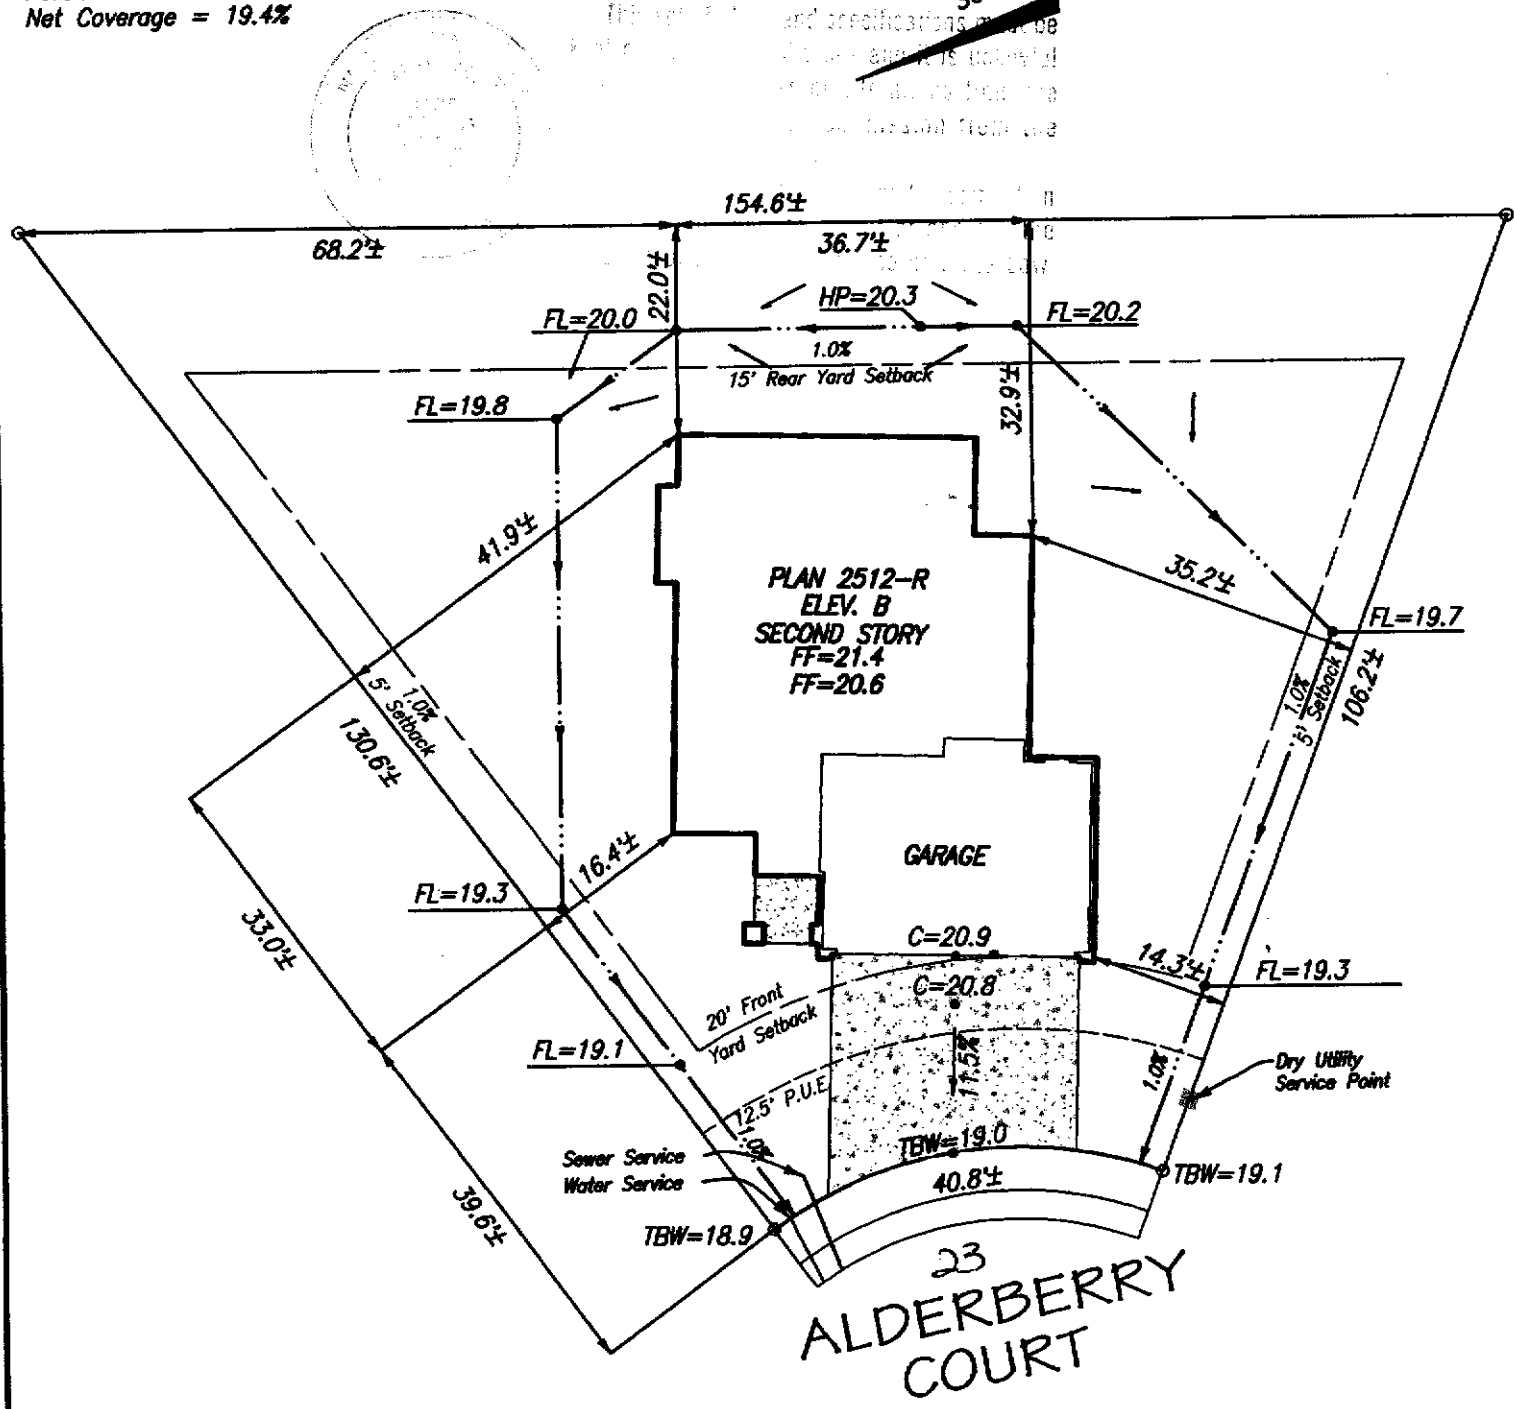 Net Coverage = 19.4%
154.6'±
68.2'±
36.7'±
22.0'±
HP=20.3
FL=20.0
FL=20.2
1.0%
15' Rear Yard Setback
32.9'±
FL=19.8
41.9'±
PLAN 2512-R
ELEV. B
SECOND STORY
FF=21.4
FF=20.6
35.2'±
FL=19.7
1.0%
5' Setback
130.6'±
1.0%
5' Setback
106.2'±
GARAGE
16.4'±
FL=19.3
33.0'±
C=20.9
C=20.8
14.3'±
FL=19.3
20' Front
Yard Setback
FL=19.1
11.5%
12.5' P.U.E
1.0%
1.0%
Dry Utility
Service Point
TBW=19.0
Sewer Service
Water Service
40.8'±
TBW=19.1
39.6'±
TBW=18.9
23
ALDERBERRY
COURT